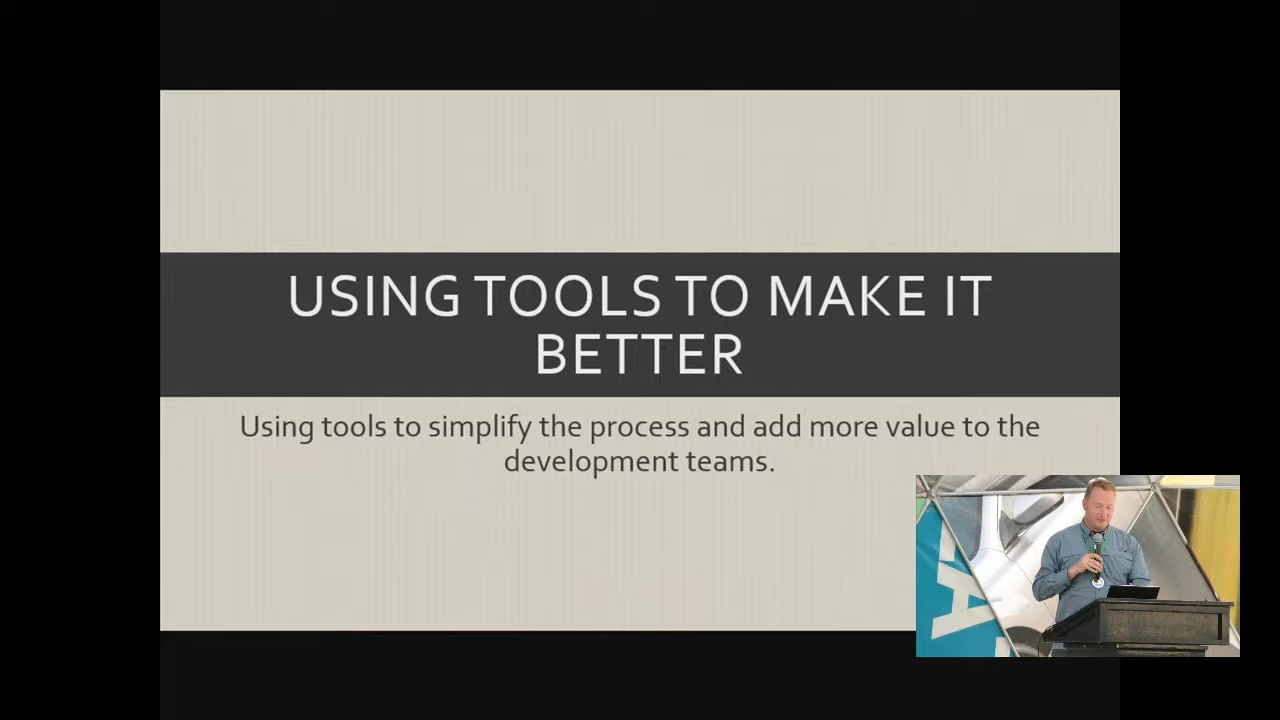 USING TOOLS TO MAKE IT
BETTER
Using tools to simplify the process and add more value to the
development teams.